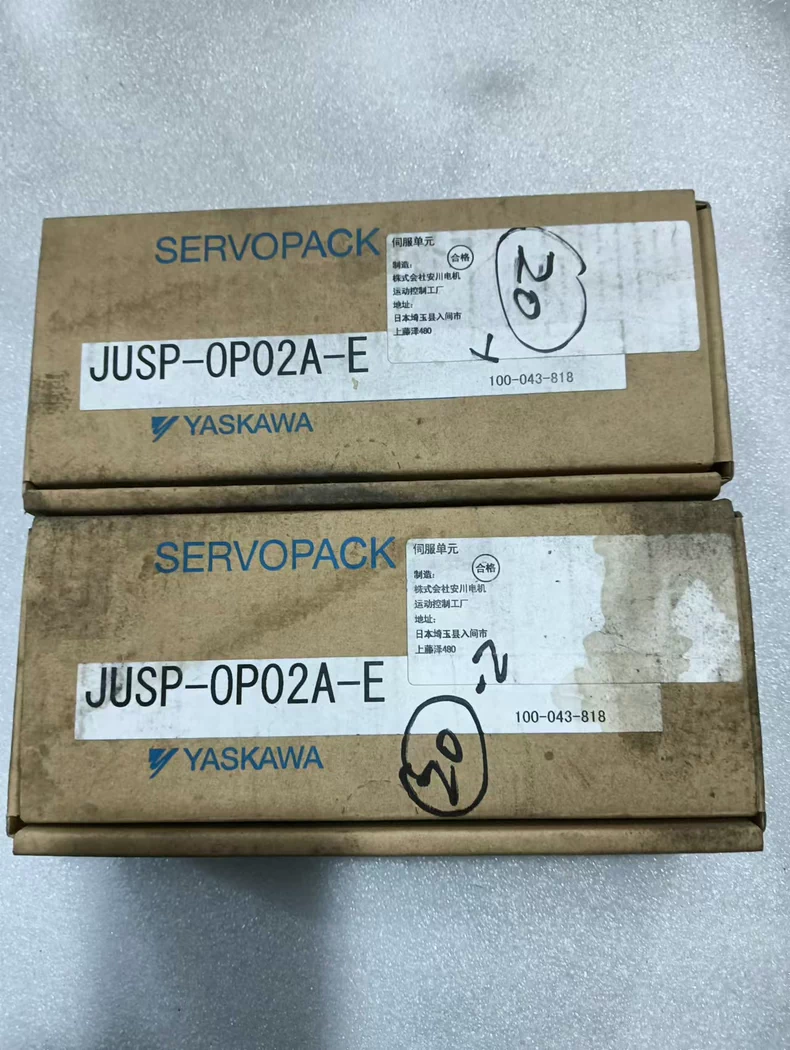 SERVOPACK
伺服单元
制造: 合格
株式会社安川电机
运动控制工厂
地址:
日本埼玉县入间市
上藤泽480
20
JUSP-OP02A-E
100-043-818
YASKAWA
SERVOPACK
伺服单元
制造: 合格
株式会社安川电机
运动控制工厂
地址:
日本埼玉县入间市
上藤泽480
JUSP-OP02A-E
100-043-818
YASKAWA